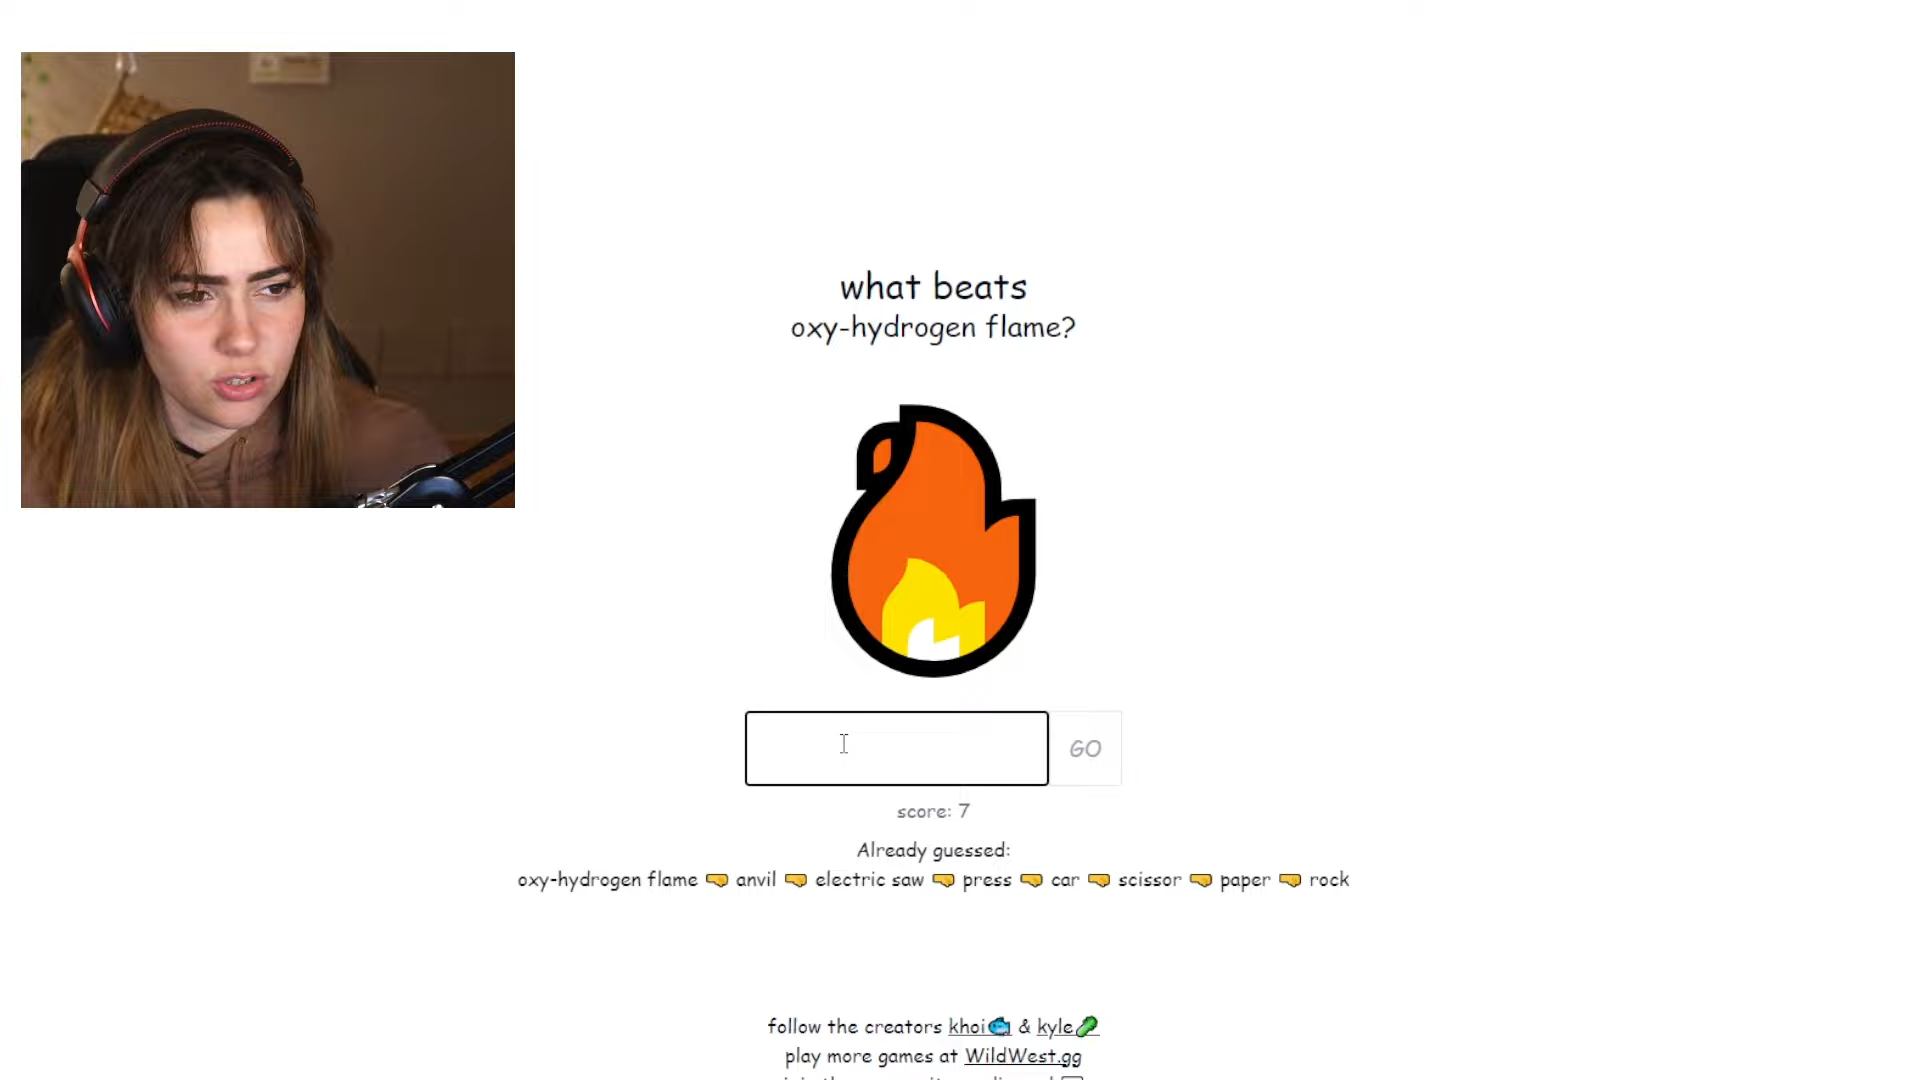 what beats
oxy-hydrogen flame?
GO
score: 7
Already guessed:
oxy-hydrogen flame 🤜 anvil 🤜 electric saw 🤜 press 🤜 car 🤜 scissor 🤜 paper 🤜 rock
follow the creators khoi🐟 & kyle🥒
play more games at WildWest.gg